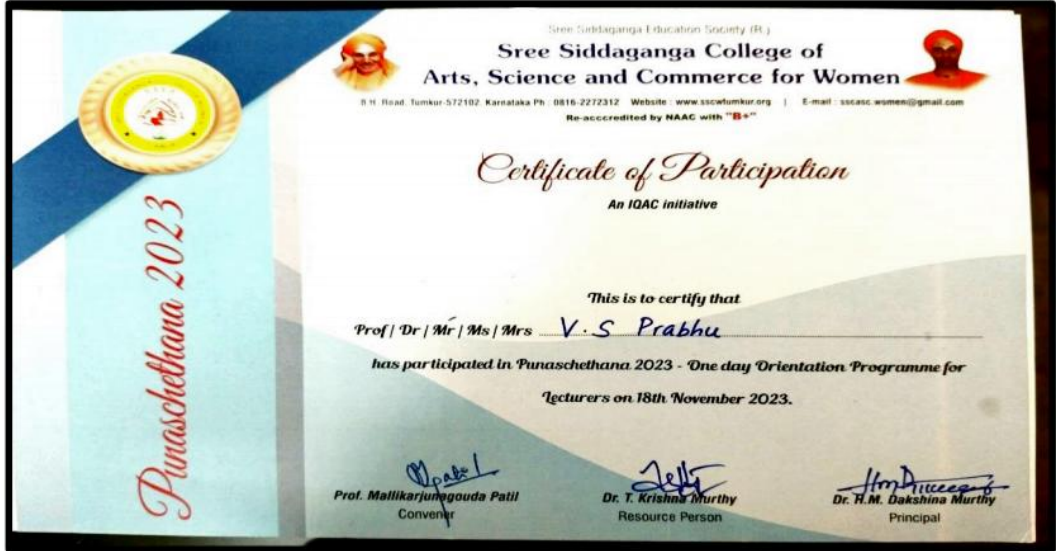 Sree Siddaganga Education Society (R.)
Sree Siddaganga College of
Arts, Science and Commerce for Women
B.H. Road, Tumkur-572102. Karnataka Ph : 0816-2272312 Website : www.sscwtumkur.org | E-mail : sscasc.women@gmail.com
Re-acccredited by NAAC with "B+"
Certificate of Participation
An IQAC initiative
This is to certify that
Prof / Dr / Mr / Ms / Mrs V. S Prabhu
has participated in Punaschethana 2023 - One day Orientation Programme for
Lecturers on 18th November 2023.
Prof. Mallikarjunagouda Patil
Convener
Dr. T. Krishna Murthy
Resource Person
Dr. H.M. Dakshina Murthy
Principal
Punaschethana 2023